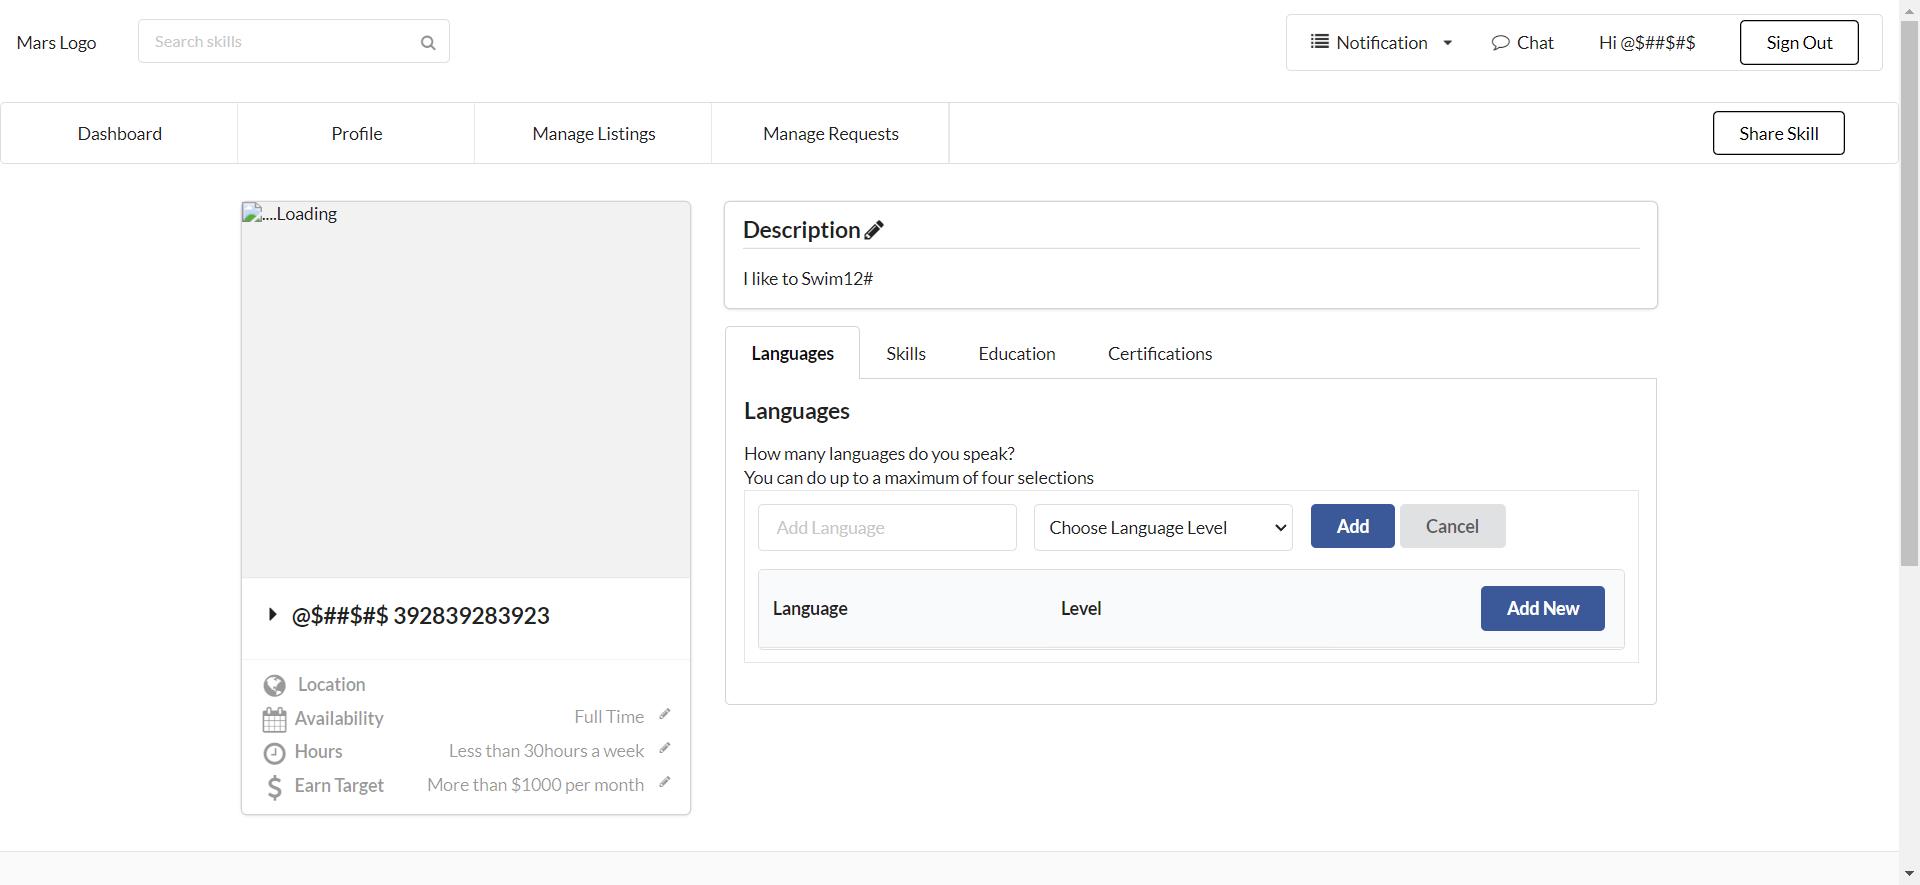 Mars Logo
Search skills
Notification
Chat
Hi @$##$#$
Sign Out
Dashboard
Profile
Manage Listings
Manage Requests
Share Skill
....Loading
@$##$#$ 392839283923
Location
Availability Full Time
Hours Less than 30hours a week
Earn Target More than $1000 per month
Description
I like to Swim12#
Languages Skills Education Certifications
Languages
How many languages do you speak?
You can do up to a maximum of four selections
Add Language Choose Language Level Add Cancel
Language Level Add New